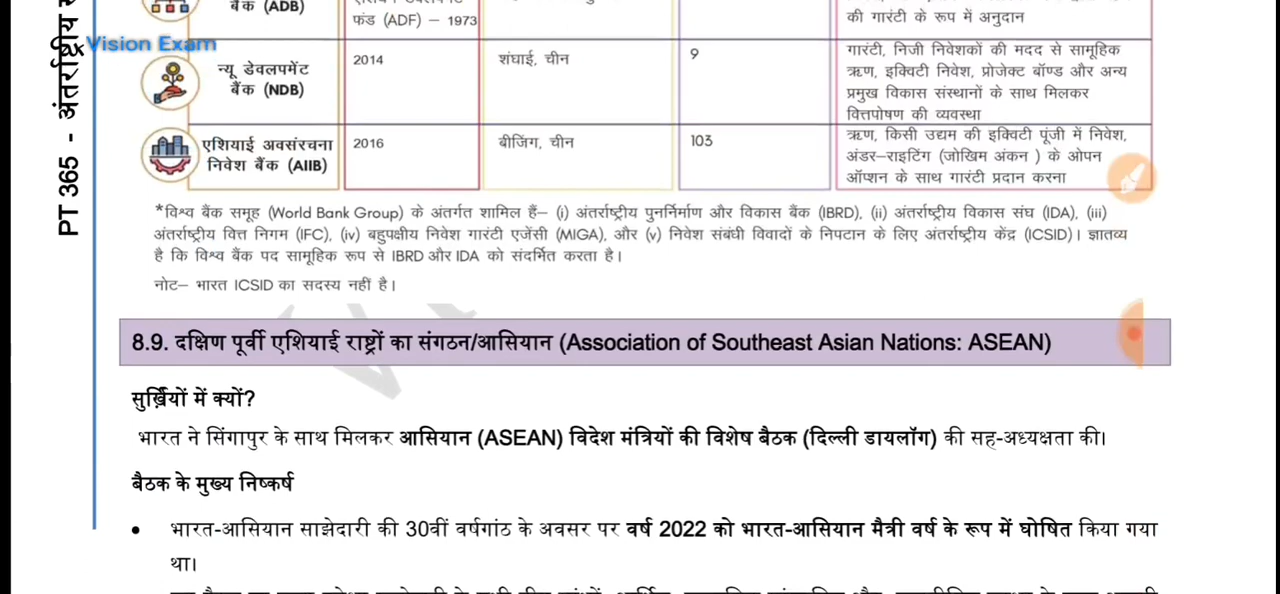 PT 365 - अंतर्राष्ट्रीय
Vision Exam
बैंक (ADB)
फंड (ADF) – 1973
की गारंटी के रूप में अनुदान
न्यू डेवलपमेंट बैंक (NDB)
2014
शंघाई, चीन
9
गारंटी, निजी निवेशकों की मदद से सामूहिक
ऋण, इक्विटी निवेश, प्रोजेक्ट बॉण्ड और अन्य
प्रमुख विकास संस्थानों के साथ मिलकर
वित्तपोषण की व्यवस्था
एशियाई अवसंरचना
निवेश बैंक (AIIB)
2016
बीजिंग, चीन
103
ऋण, किसी उद्यम की इक्विटी पूंजी में निवेश,
अंडर–राइटिंग (जोखिम अंकन ) के ओपन
ऑप्शन के साथ गारंटी प्रदान करना
*विश्व बैंक समूह (World Bank Group) के अंतर्गत शामिल हैं– (i) अंतर्राष्ट्रीय पुनर्निर्माण और विकास बैंक (IBRD), (ii) अंतर्राष्ट्रीय विकास संघ (IDA), (iii)
अंतर्राष्ट्रीय वित्त निगम (IFC), (iv) बहुपक्षीय निवेश गारंटी एजेंसी (MIGA), और (v) निवेश संबंधी विवादों के निपटान के लिए अंतर्राष्ट्रीय केंद्र (ICSID)। ज्ञातव्य
है कि विश्व बैंक पद सामूहिक रूप से IBRD और IDA को संदर्भित करता है।
नोट– भारत ICSID का सदस्य नहीं है।
8.9. दक्षिण पूर्वी एशियाई राष्ट्रों का संगठन/आसियान (Association of Southeast Asian Nations: ASEAN)
सुर्ख़ियों में क्यों?
भारत ने सिंगापुर के साथ मिलकर आसियान (ASEAN) विदेश मंत्रियों की विशेष बैठक (दिल्ली डायलॉग) की सह-अध्यक्षता की।
बैठक के मुख्य निष्कर्ष
• भारत-आसियान साझेदारी की 30वीं वर्षगांठ के अवसर पर वर्ष 2022 को भारत-आसियान मैत्री वर्ष के रूप में घोषित किया गया
था।